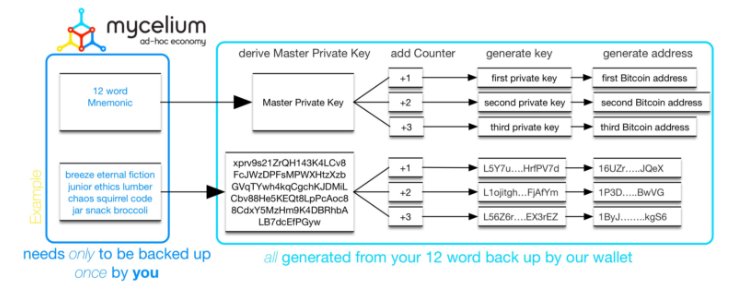 mycelium
ad-hoc economy
derive Master Private Key
add Counter
generate key
generate address
12 word
Mnemonic
Master Private Key
+1
first private key
first Bitcoin address
+2
second private key
second Bitcoin address
+3
third private key
third Bitcoin address
Example
breeze eternal fiction
junior ethics lumber
chaos squirrel code
jar snack broccoli
xprv9s21ZrQH143K4LCv8
FcJWzDPFsMPWXHtzXzb
GVqTYwh4kqCgchKJDMiL
Cbv88He5KEQt8LpPcAoc8
8CdxY5MzHm9K4DBRhbA
LB7dcEfPGyw
+1
L5Y7u....HrfPV7d
16UZr.....JQeX
+2
L1ojitgh...FjAfYm
1P3D.....BwVG
+3
L56Z6r....EX3rEZ
1ByJ........kgS6
needs only to be backed up
once by you
all generated from your 12 word back up by our wallet